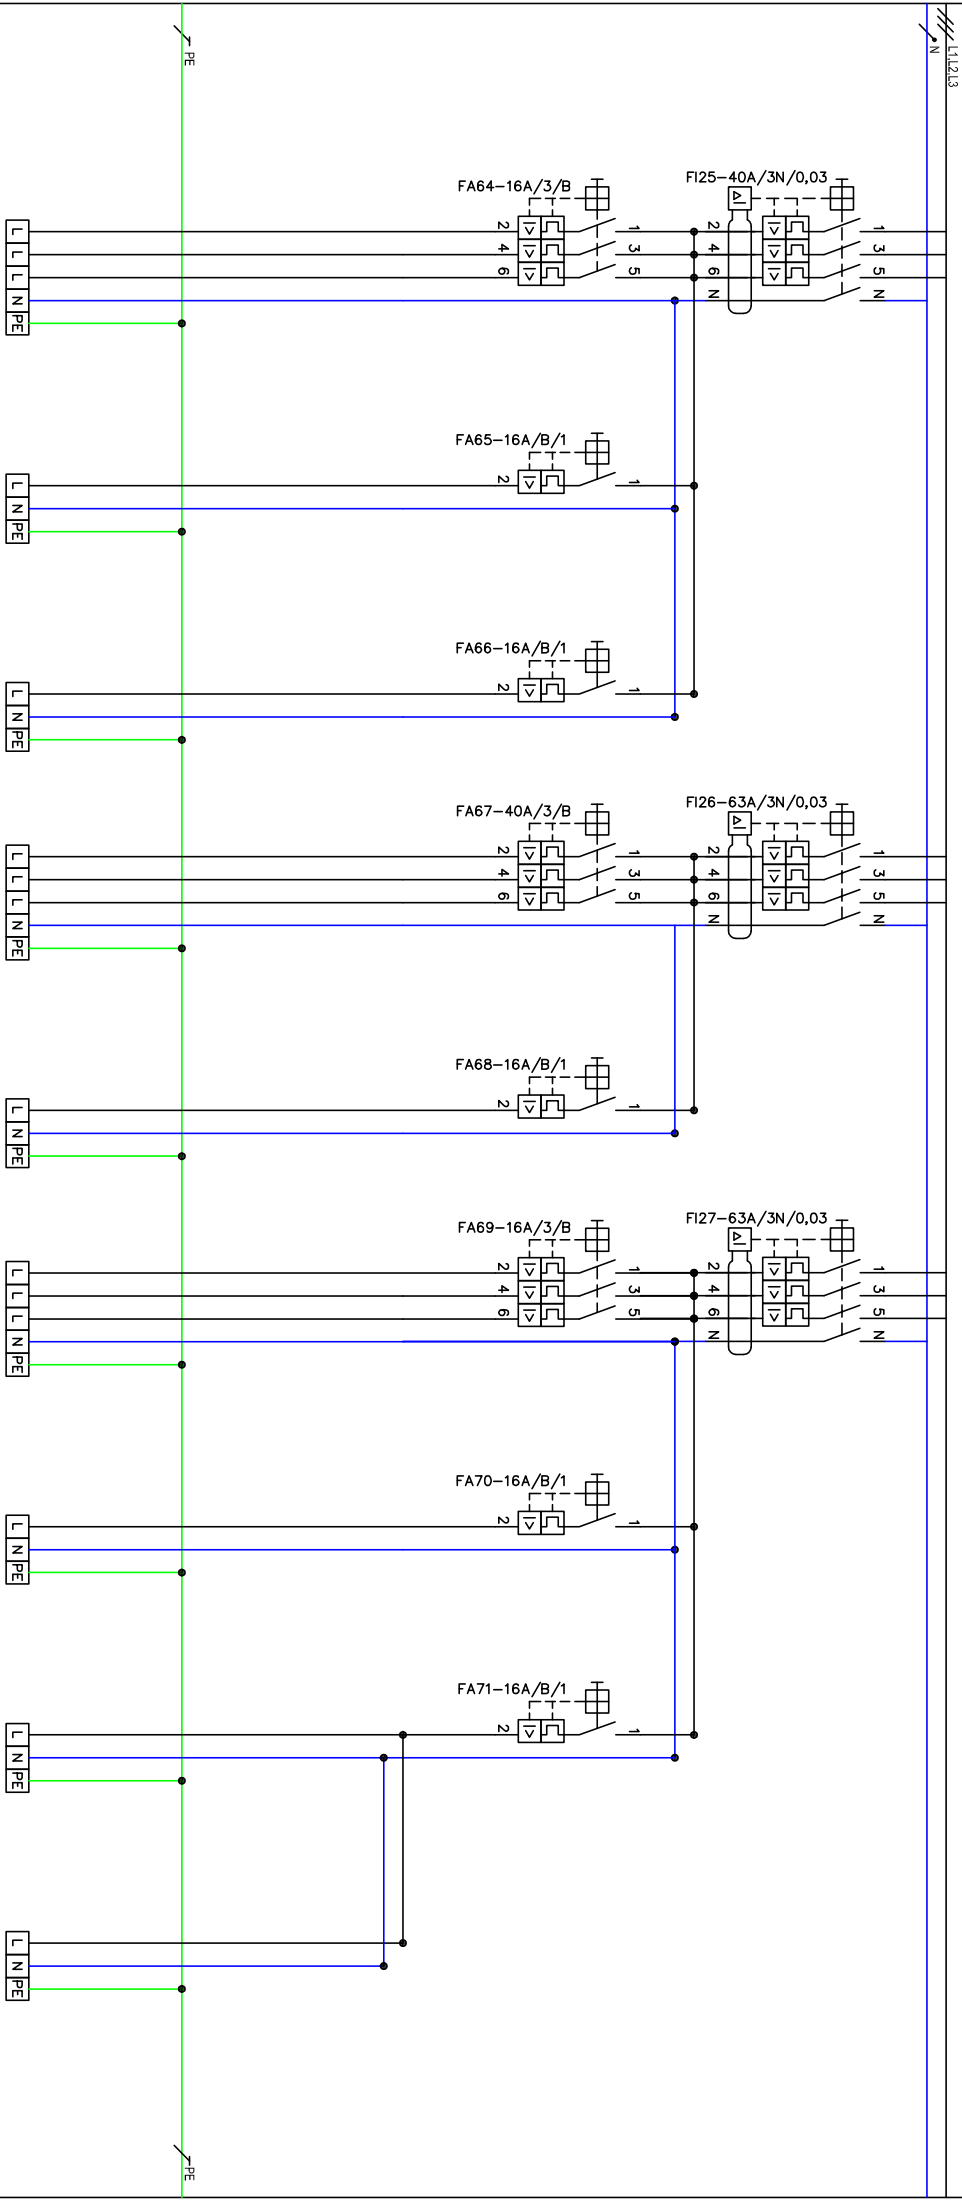 L1,L2,L3
N
PE
FA64-16A/3/B
FI25-40A/3N/0,03
L 2 1 2 1
L 4 3 4 3
L 6 5 6 5
N N N
PE
FA65-16A/B/1
L 2 1
N
PE
FA66-16A/B/1
L 2 1
N
PE
FA67-40A/3/B
FI26-63A/3N/0,03
L 2 1 2 1
L 4 3 4 3
L 6 5 6 5
N N N
PE
FA68-16A/B/1
L 2 1
N
PE
FA69-16A/3/B
FI27-63A/3N/0,03
L 2 1 2 1
L 4 3 4 3
L 6 5 6 5
N N N
PE
FA70-16A/B/1
L 2 1
N
PE
FA71-16A/B/1
L 2 1
N
PE
L
N
PE
PE